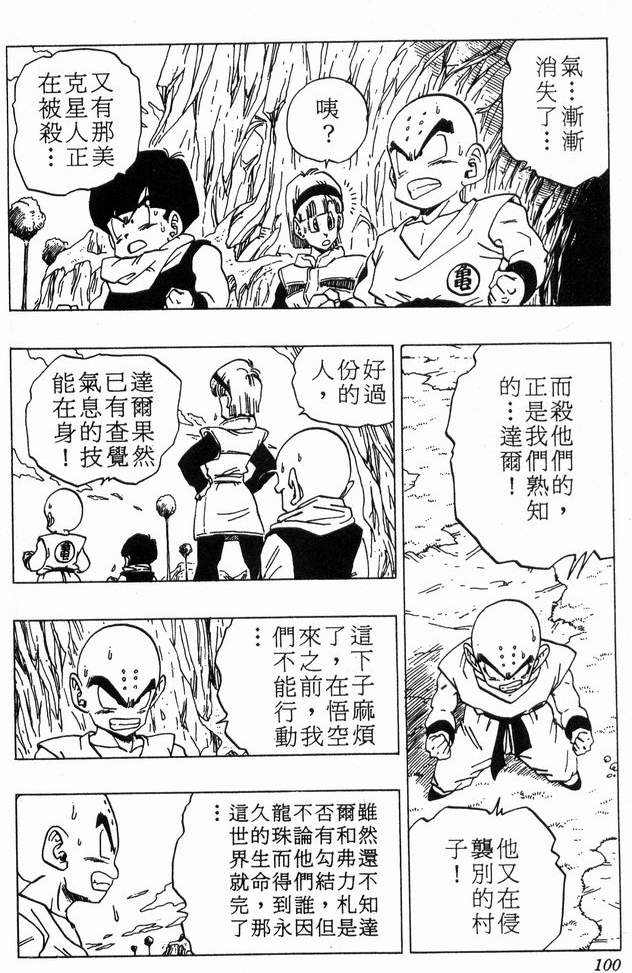 氣…漸漸
消失了…
咦？
又有那美
克星人正
在被殺…
龜
而殺他們的，
正是我們熟知
的…達爾！
他又在侵
襲別的村
子！
好過
份的
人，
達爾果然
已有查覺
氣息的技
能在身！
龜
這下子麻煩
了，在悟空
來之前，我
們不能行動
…
雖然還不知達
爾和弗力札是
否有勾結，但
不論他們誰因
龍珠而得到永
久的生命，那
這世界就完了
100